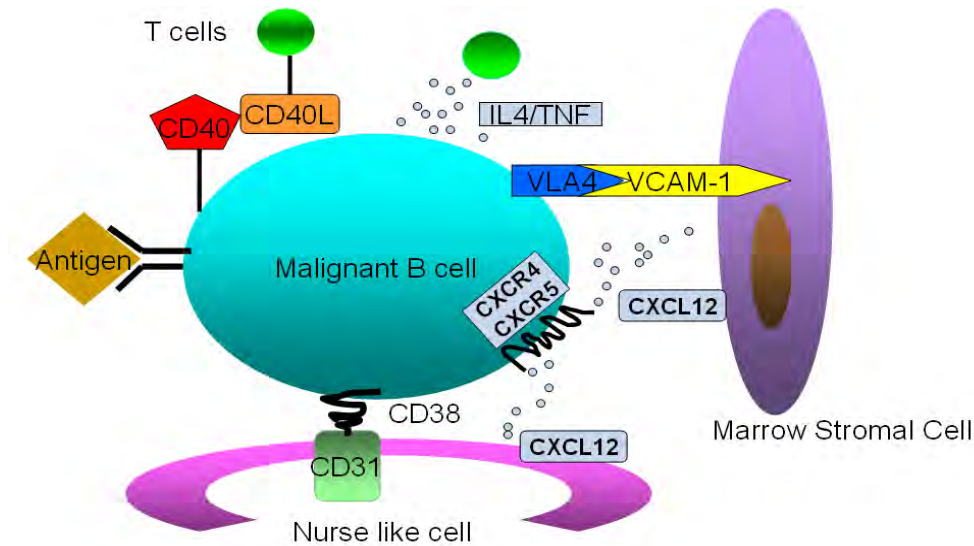 T cells
CD40L
CD40
IL4/TNF
VLA4
VCAM-1
Antigen
Malignant B cell
CXCR4
CXCR5
CXCL12
CD38
Marrow Stromal Cell
CXCL12
CD31
Nurse like cell